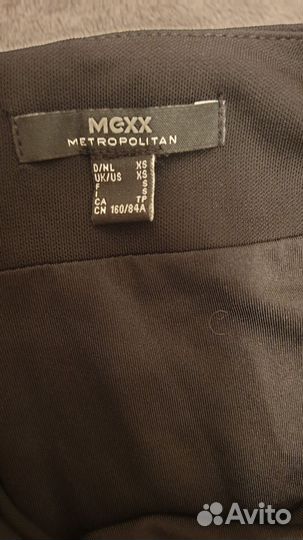 MEXX
METROPOLITAN
D/NL XS
UK/US XS
F S
I S
CA TP
CN 160/84A
Avito